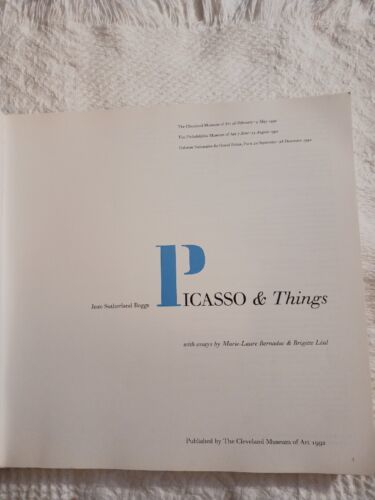 The Cleveland Museum of Art 26 February–3 May 1992
The Philadelphia Museum of Art 7 June–23 August 1992
Galeries Nationales du Grand Palais, Paris 22 September–28 December 1992
Jean Sutherland Boggs
PICASSO & Things
with essays by Marie-Laure Bernadac & Brigitte Léal
Published by The Cleveland Museum of Art 1992